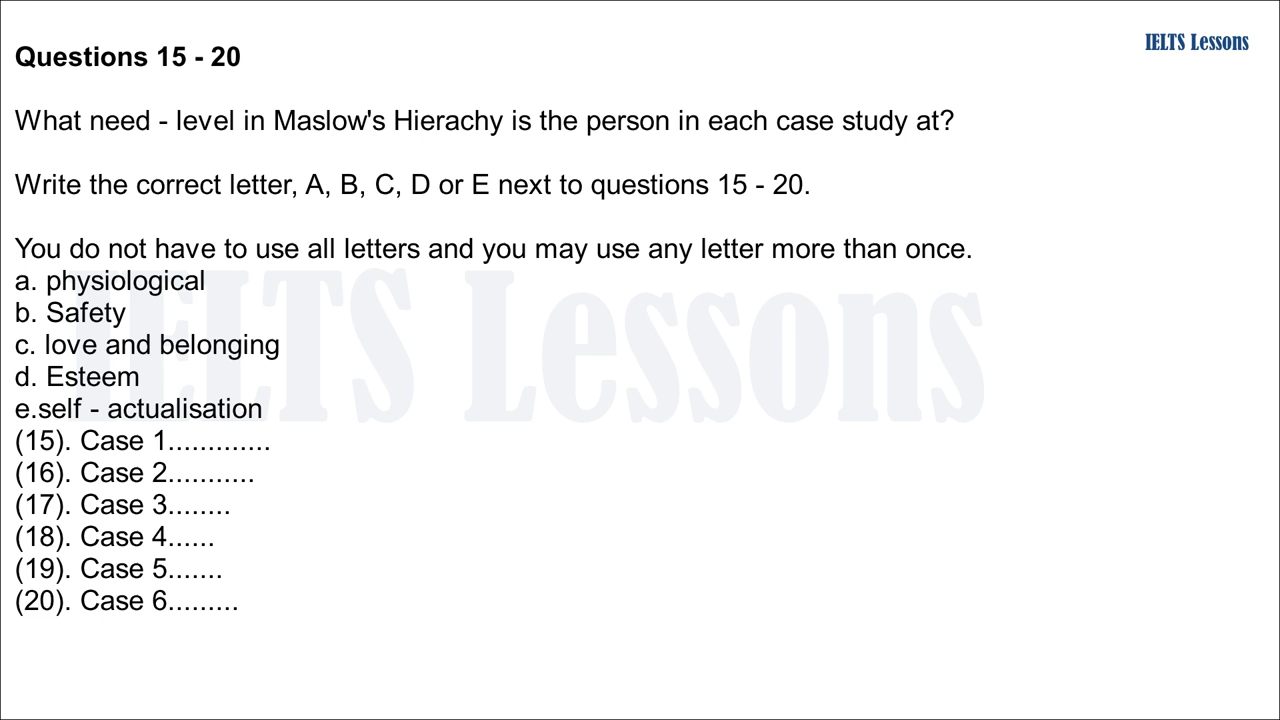 IELTS Lessons
Questions 15 - 20
What need - level in Maslow's Hierachy is the person in each case study at?
Write the correct letter, A, B, C, D or E next to questions 15 - 20.
You do not have to use all letters and you may use any letter more than once.
a. physiological
b. Safety
c. love and belonging
d. Esteem
e.self - actualisation
(15). Case 1.............
(16). Case 2...........
(17). Case 3........
(18). Case 4......
(19). Case 5.......
(20). Case 6.........
IELTS Lessons